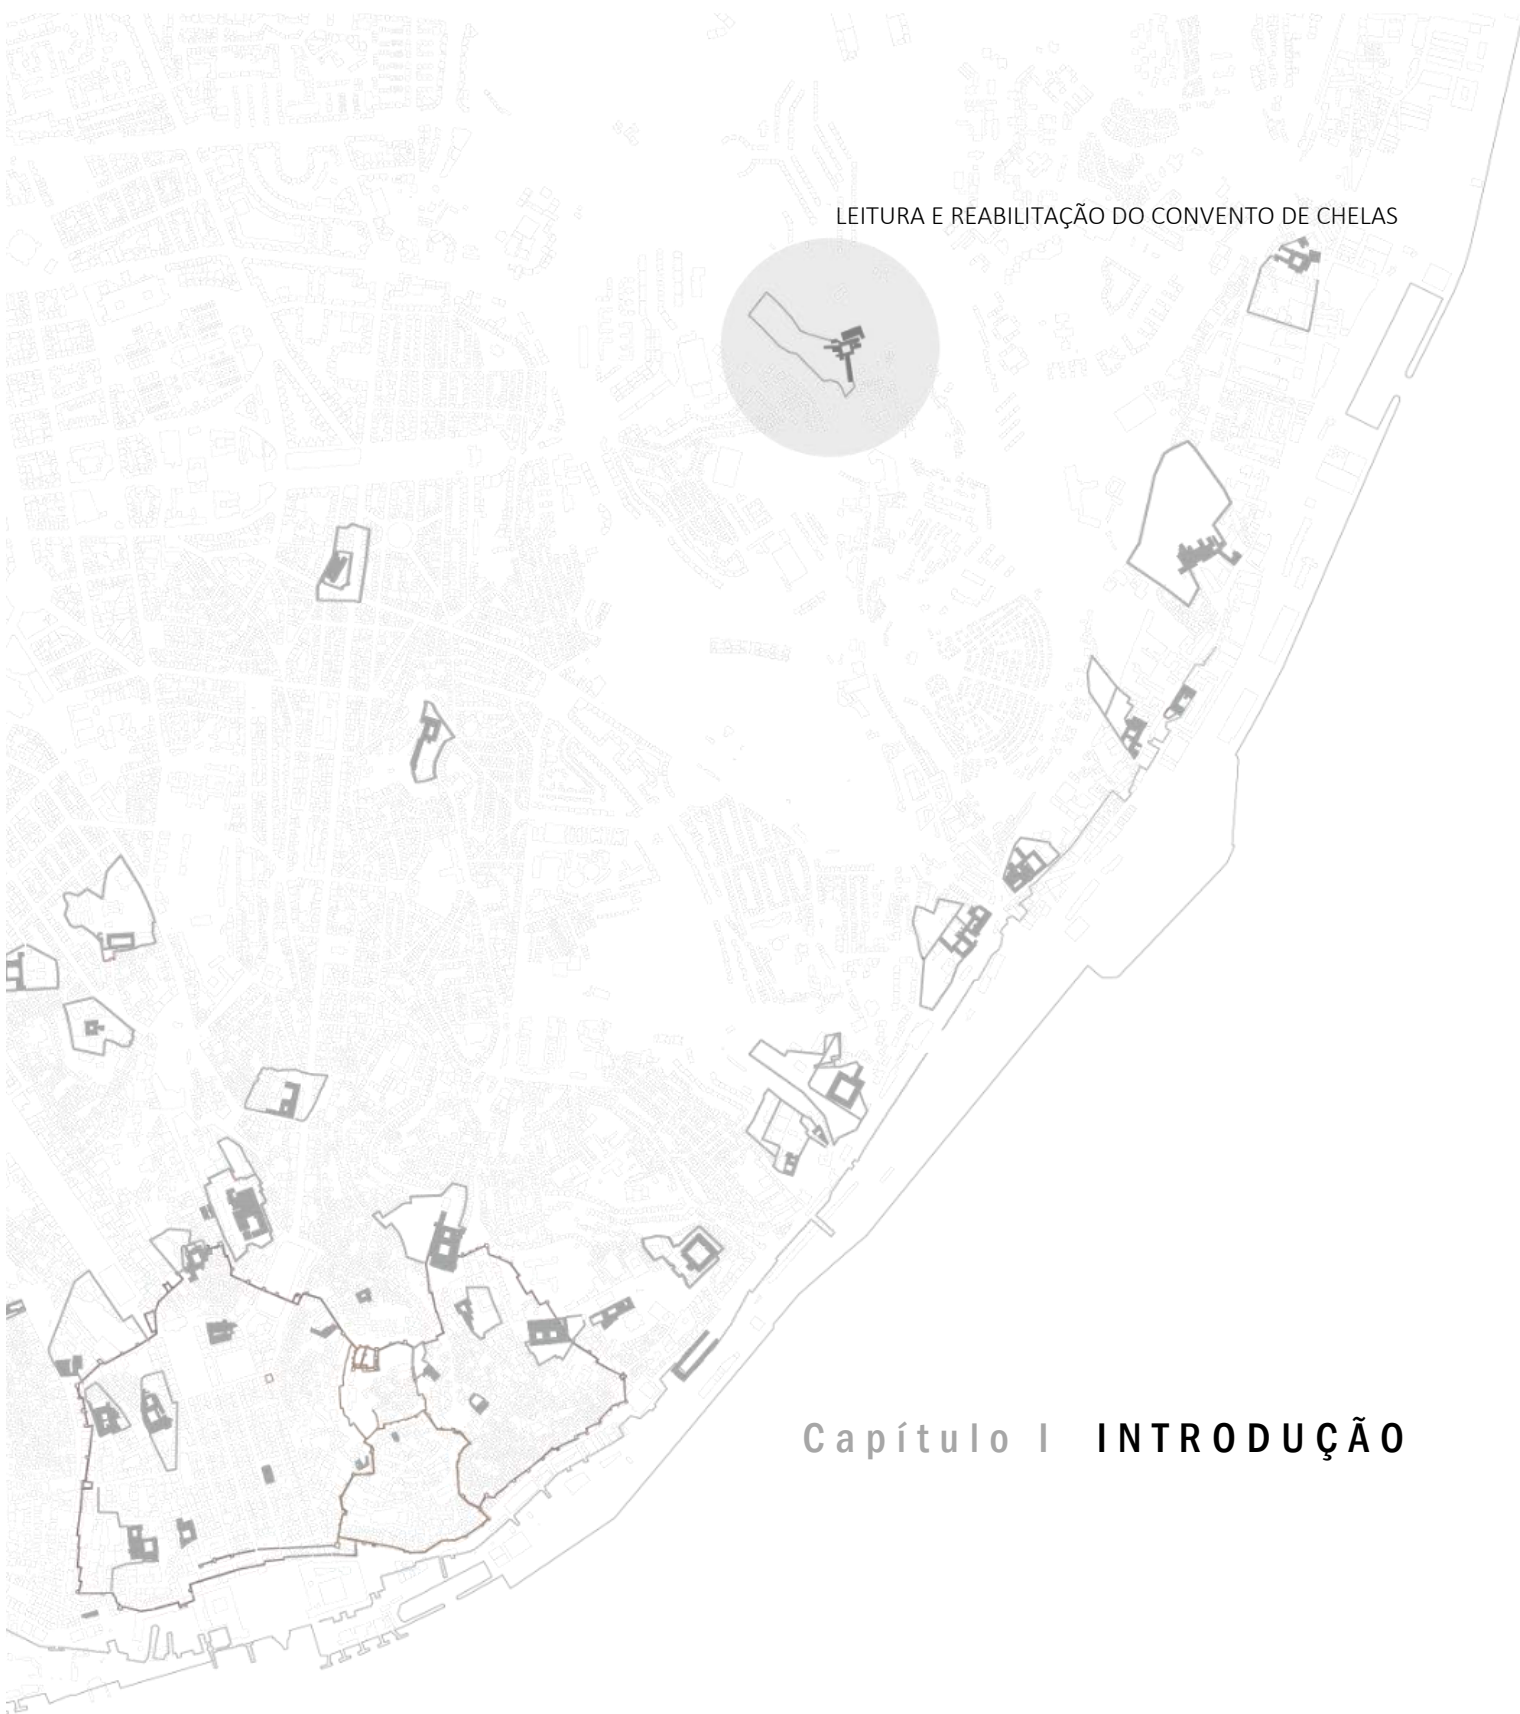 LEITURA E REABILITAÇÃO DO CONVENTO DE CHELAS
Capítulo I INTRODUÇÃO